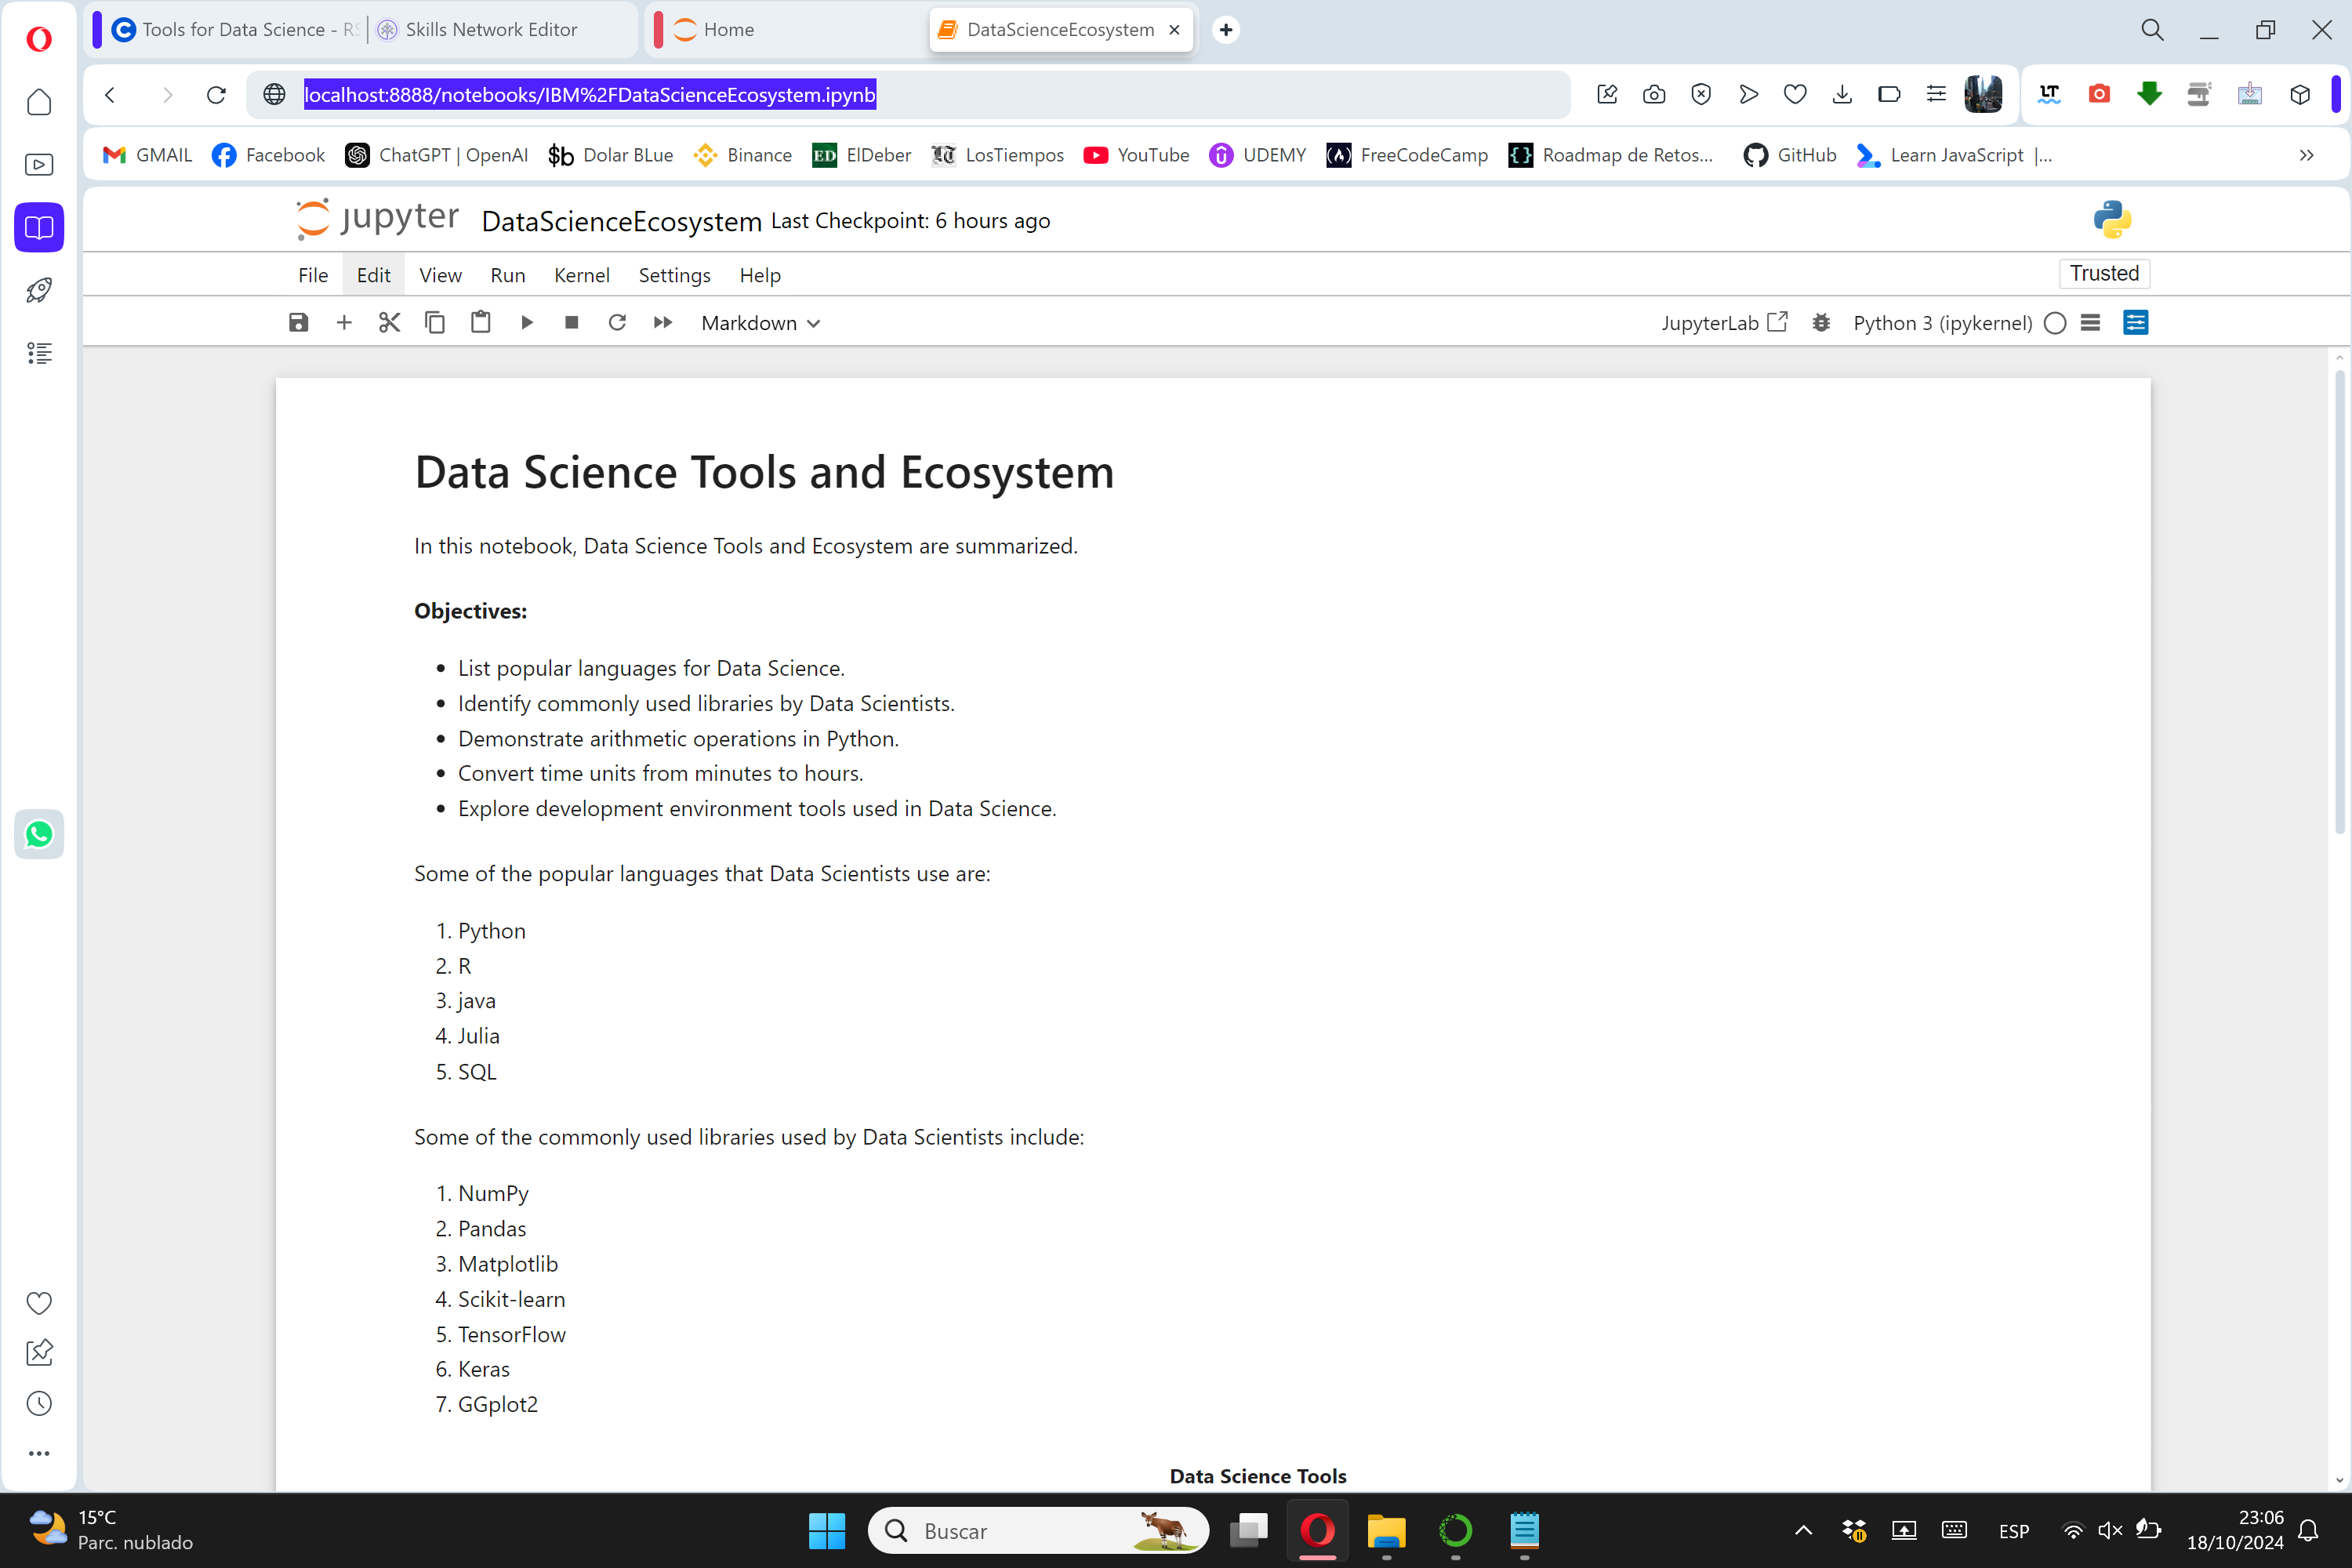 Tools for Data Science - RS
Skills Network Editor
Home
DataScienceEcosystem
localhost:8888/notebooks/IBM%2FDataScienceEcosystem.ipynb
GMAIL Facebook ChatGPT | OpenAI $b Dolar BLue Binance ED ElDeber LT LosTiempos YouTube UDEMY FreeCodeCamp Roadmap de Retos... GitHub Learn JavaScript |...
jupyter DataScienceEcosystem Last Checkpoint: 6 hours ago
File Edit View Run Kernel Settings Help
Trusted
Markdown
JupyterLab Python 3 (ipykernel)
Data Science Tools and Ecosystem
In this notebook, Data Science Tools and Ecosystem are summarized.
Objectives:
• List popular languages for Data Science.
• Identify commonly used libraries by Data Scientists.
• Demonstrate arithmetic operations in Python.
• Convert time units from minutes to hours.
• Explore development environment tools used in Data Science.
Some of the popular languages that Data Scientists use are:
1. Python
2. R
3. java
4. Julia
5. SQL
Some of the commonly used libraries used by Data Scientists include:
1. NumPy
2. Pandas
3. Matplotlib
4. Scikit-learn
5. TensorFlow
6. Keras
7. GGplot2
Data Science Tools
15°C
Parc. nublado
Buscar
ESP
23:06
18/10/2024